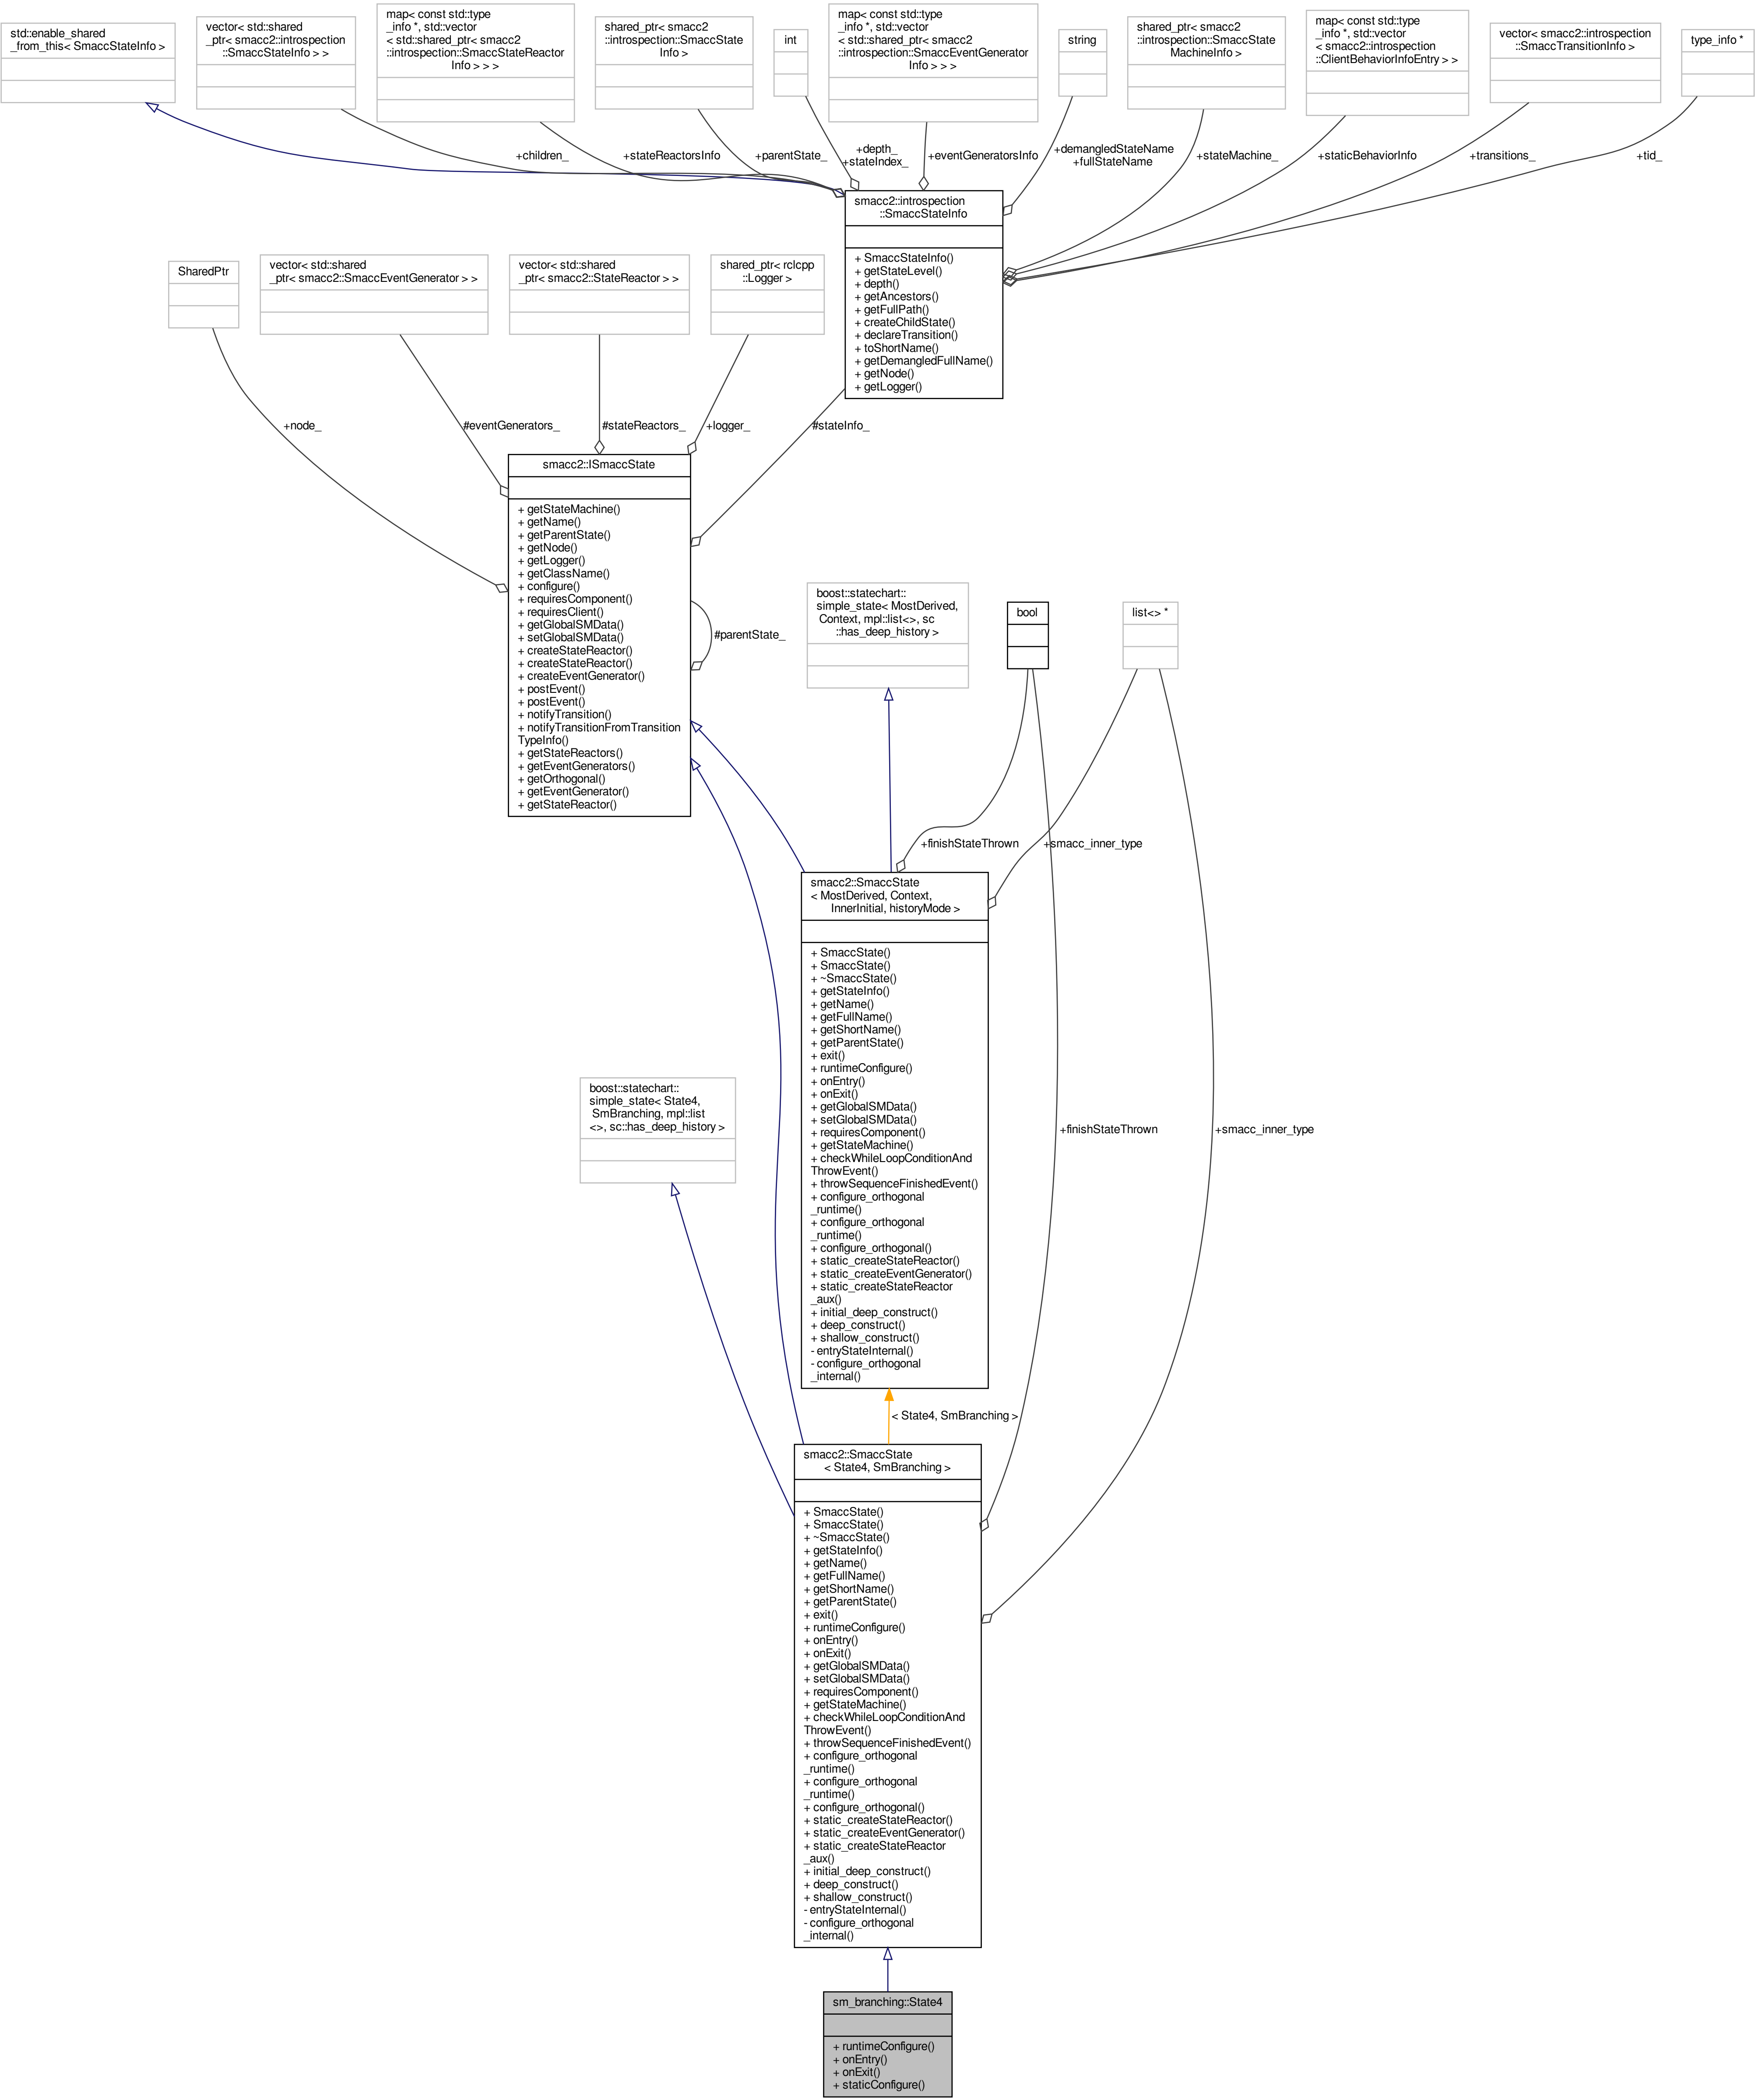 std::enable_shared
_from_this< SmaccStateInfo >
vector< std::shared
_ptr< smacc2::introspection
::SmaccStateInfo > >
map< const std::type
_info *, std::vector
< std::shared_ptr< smacc2
::introspection::SmaccStateReactor
Info > > >
shared_ptr< smacc2
::introspection::SmaccState
Info >
int
map< const std::type
_info *, std::vector
< std::shared_ptr< smacc2
::introspection::SmaccEventGenerator
Info > > >
string
shared_ptr< smacc2
::introspection::SmaccState
MachineInfo >
map< const std::type
_info *, std::vector
< smacc2::introspection
::ClientBehaviorInfoEntry > >
vector< smacc2::introspection
::SmaccTransitionInfo >
type_info *
+children_
+stateReactorsInfo
+parentState_
+depth_
+stateIndex_
+eventGeneratorsInfo
+demangledStateName
+fullStateName
+stateMachine_
+staticBehaviorInfo
+transitions_
+tid_
smacc2::introspection
::SmaccStateInfo
+ SmaccStateInfo()
+ getStateLevel()
+ depth()
+ getAncestors()
+ getFullPath()
+ createChildState()
+ declareTransition()
+ toShortName()
+ getDemangledFullName()
+ getNode()
+ getLogger()
SharedPtr
vector< std::shared
_ptr< smacc2::SmaccEventGenerator > >
vector< std::shared
_ptr< smacc2::StateReactor > >
shared_ptr< rclcpp
::Logger >
+node_
#eventGenerators_
#stateReactors_
+logger_
#stateInfo_
smacc2::ISmaccState
+ getStateMachine()
+ getName()
+ getParentState()
+ getNode()
+ getLogger()
+ getClassName()
+ configure()
+ requiresComponent()
+ requiresClient()
+ getGlobalSMData()
+ setGlobalSMData()
+ createStateReactor()
+ createStateReactor()
+ createEventGenerator()
+ postEvent()
+ postEvent()
+ notifyTransition()
+ notifyTransitionFromTransition
TypeInfo()
+ getStateReactors()
+ getEventGenerators()
+ getOrthogonal()
+ getEventGenerator()
+ getStateReactor()
#parentState_
boost::statechart::
simple_state< MostDerived,
Context, mpl::list<>, sc
::has_deep_history >
bool
list<> *
+finishStateThrown
+smacc_inner_type
smacc2::SmaccState
< MostDerived, Context,
InnerInitial, historyMode >
+ SmaccState()
+ SmaccState()
+ ~SmaccState()
+ getStateInfo()
+ getName()
+ getFullName()
+ getShortName()
+ getParentState()
+ exit()
+ runtimeConfigure()
+ onEntry()
+ onExit()
+ getGlobalSMData()
+ setGlobalSMData()
+ requiresComponent()
+ getStateMachine()
+ checkWhileLoopConditionAnd
ThrowEvent()
+ throwSequenceFinishedEvent()
+ configure_orthogonal
_runtime()
+ configure_orthogonal
_runtime()
+ configure_orthogonal()
+ static_createStateReactor()
+ static_createEventGenerator()
+ static_createStateReactor
_aux()
+ initial_deep_construct()
+ deep_construct()
+ shallow_construct()
- entryStateInternal()
- configure_orthogonal
_internal()
boost::statechart::
simple_state< State4,
SmBranching, mpl::list
<>, sc::has_deep_history >
+finishStateThrown
+smacc_inner_type
< State4, SmBranching >
smacc2::SmaccState
< State4, SmBranching >
+ SmaccState()
+ SmaccState()
+ ~SmaccState()
+ getStateInfo()
+ getName()
+ getFullName()
+ getShortName()
+ getParentState()
+ exit()
+ runtimeConfigure()
+ onEntry()
+ onExit()
+ getGlobalSMData()
+ setGlobalSMData()
+ requiresComponent()
+ getStateMachine()
+ checkWhileLoopConditionAnd
ThrowEvent()
+ throwSequenceFinishedEvent()
+ configure_orthogonal
_runtime()
+ configure_orthogonal
_runtime()
+ configure_orthogonal()
+ static_createStateReactor()
+ static_createEventGenerator()
+ static_createStateReactor
_aux()
+ initial_deep_construct()
+ deep_construct()
+ shallow_construct()
- entryStateInternal()
- configure_orthogonal
_internal()
sm_branching::State4
+ runtimeConfigure()
+ onEntry()
+ onExit()
+ staticConfigure()